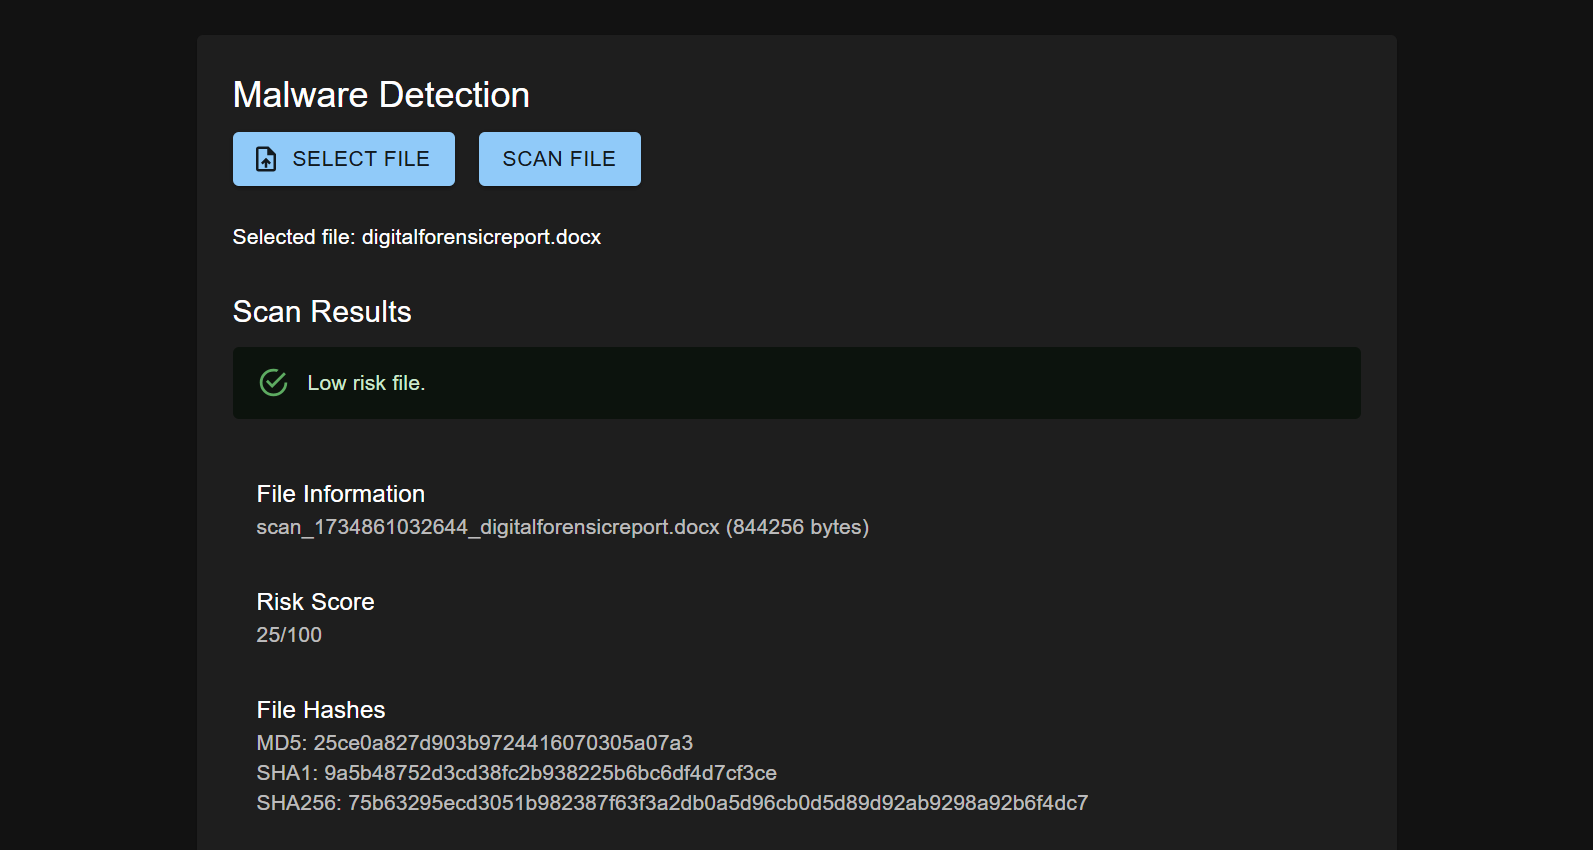 Malware Detection
SELECT FILE
SCAN FILE
Selected file: digitalforensicreport.docx
Scan Results
Low risk file.
File Information
scan_1734861032644_digitalforensicreport.docx (844256 bytes)
Risk Score
25/100
File Hashes
MD5: 25ce0a827d903b9724416070305a07a3
SHA1: 9a5b48752d3cd38fc2b938225b6bc6df4d7cf3ce
SHA256: 75b63295ecd3051b982387f63f3a2db0a5d96cb0d5d89d92ab9298a92b6f4dc7